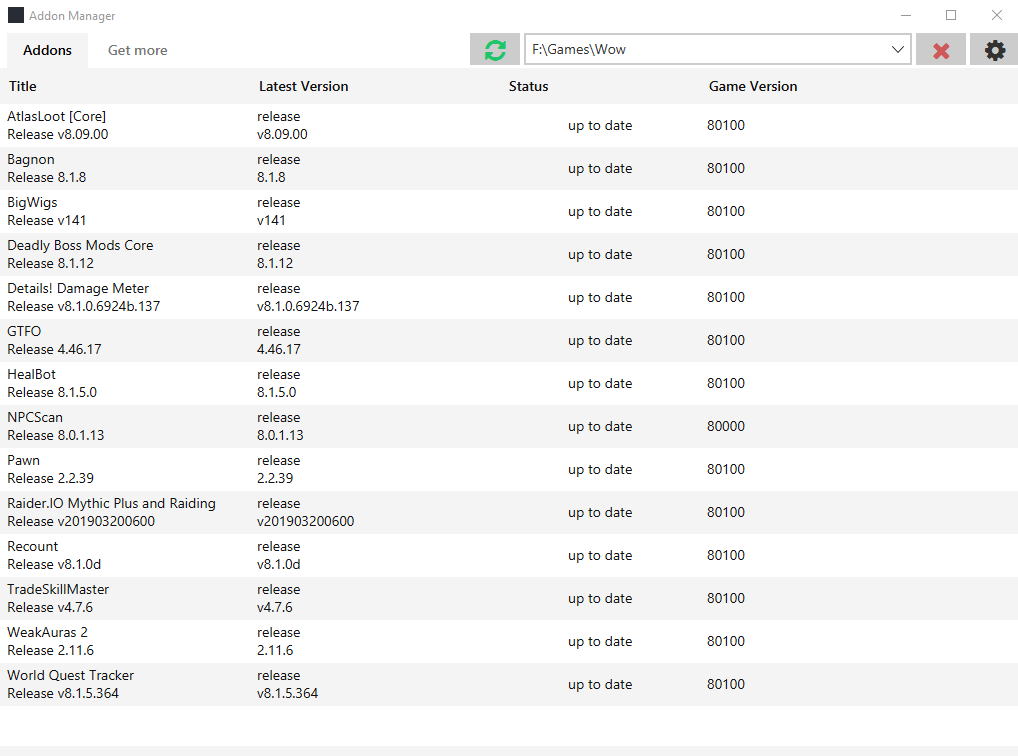 Addon Manager
Addons Get more F:\Games\Wow
Title Latest Version Status Game Version
AtlasLoot [Core] release
up to date 80100
Release v8.09.00 v8.09.00
Bagnon release
up to date 80100
Release 8.1.8 8.1.8
BigWigs release
up to date 80100
Release v141 v141
Deadly Boss Mods Core release
up to date 80100
Release 8.1.12 8.1.12
Details! Damage Meter release
up to date 80100
Release v8.1.0.6924b.137 v8.1.0.6924b.137
GTFO release
up to date 80100
Release 4.46.17 4.46.17
HealBot release
up to date 80100
Release 8.1.5.0 8.1.5.0
NPCScan release
up to date 80000
Release 8.0.1.13 8.0.1.13
Pawn release
up to date 80100
Release 2.2.39 2.2.39
Raider.IO Mythic Plus and Raiding release
up to date 80100
Release v201903200600 v201903200600
Recount release
up to date 80100
Release v8.1.0d v8.1.0d
TradeSkillMaster release
up to date 80100
Release v4.7.6 v4.7.6
WeakAuras 2 release
up to date 80100
Release 2.11.6 2.11.6
World Quest Tracker release
up to date 80100
Release v8.1.5.364 v8.1.5.364